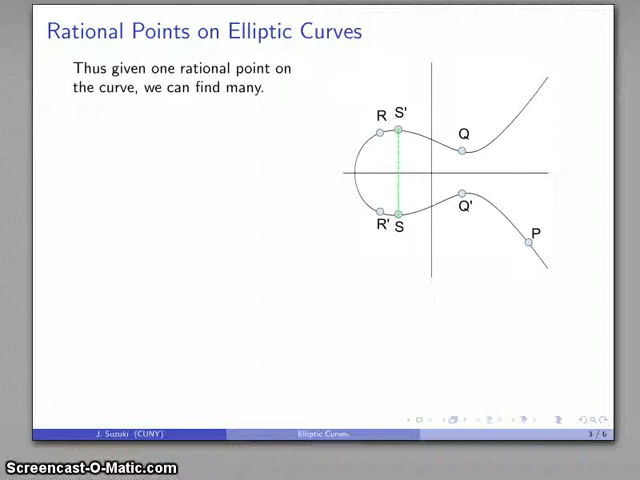 Rational Points on Elliptic Curves
Thus given one rational point on
the curve, we can find many.
R S'
Q
Q'
R' S
P
J. Suzuki (CUNY) Elliptic Curves 3 / 6
Screencast-O-Matic.com